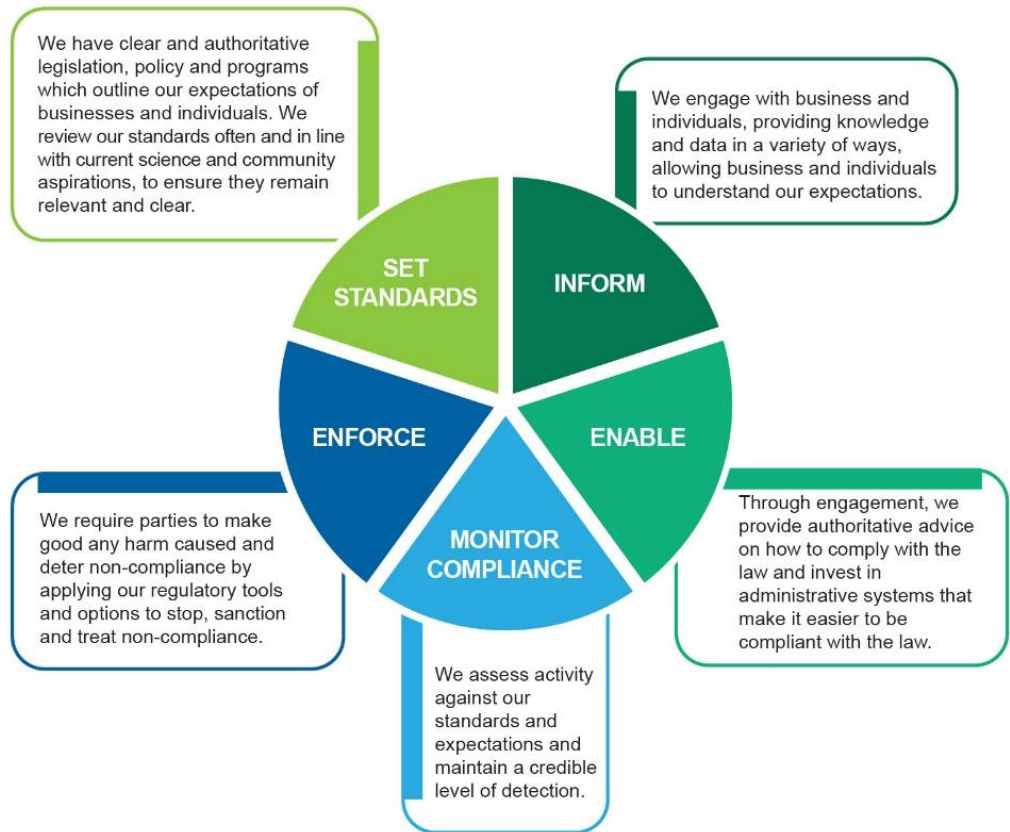 We have clear and authoritative
legislation, policy and programs
which outline our expectations of
businesses and individuals. We
review our standards often and in line
with current science and community
aspirations, to ensure they remain
relevant and clear.
We engage with business and
individuals, providing knowledge
and data in a variety of ways,
allowing business and individuals
to understand our expectations.
SET
STANDARDS
INFORM
ENFORCE
ENABLE
MONITOR
COMPLIANCE
We require parties to make
good any harm caused and
deter non-compliance by
applying our regulatory tools
and options to stop, sanction
and treat non-compliance.
Through engagement, we
provide authoritative advice
on how to comply with the
law and invest in
administrative systems that
make it easier to be
compliant with the law.
We assess activity
against our
standards and
expectations and
maintain a credible
level of detection.